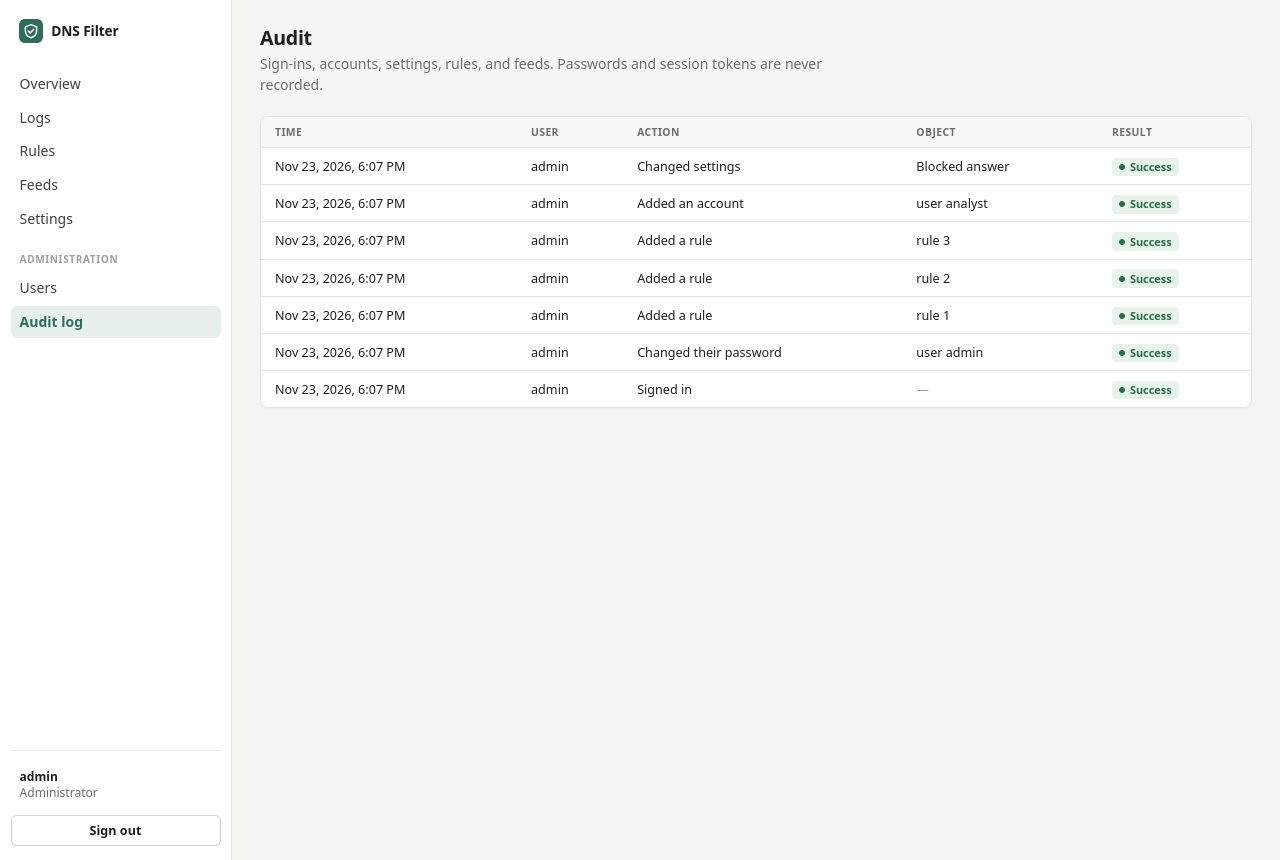 DNS Filter
Overview
Logs
Rules
Feeds
Settings
ADMINISTRATION
Users
Audit log
admin
Administrator
Sign out
Audit
Sign-ins, accounts, settings, rules, and feeds. Passwords and session tokens are never
recorded.
TIME USER ACTION OBJECT RESULT
Nov 23, 2026, 6:07 PM admin Changed settings Blocked answer Success
Nov 23, 2026, 6:07 PM admin Added an account user analyst Success
Nov 23, 2026, 6:07 PM admin Added a rule rule 3 Success
Nov 23, 2026, 6:07 PM admin Added a rule rule 2 Success
Nov 23, 2026, 6:07 PM admin Added a rule rule 1 Success
Nov 23, 2026, 6:07 PM admin Changed their password user admin Success
Nov 23, 2026, 6:07 PM admin Signed in — Success